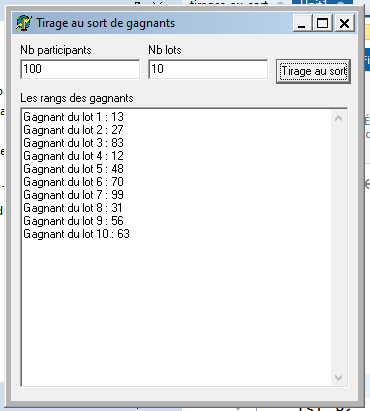 Tirage au sort de gagnants
Nb participants
Nb lots
100
10
Tirage au sort
Les rangs des gagnants
Gagnant du lot 1 : 13
Gagnant du lot 2 : 27
Gagnant du lot 3 : 83
Gagnant du lot 4 : 12
Gagnant du lot 5 : 48
Gagnant du lot 6 : 70
Gagnant du lot 7 : 99
Gagnant du lot 8 : 31
Gagnant du lot 9 : 56
Gagnant du lot 10 : 63